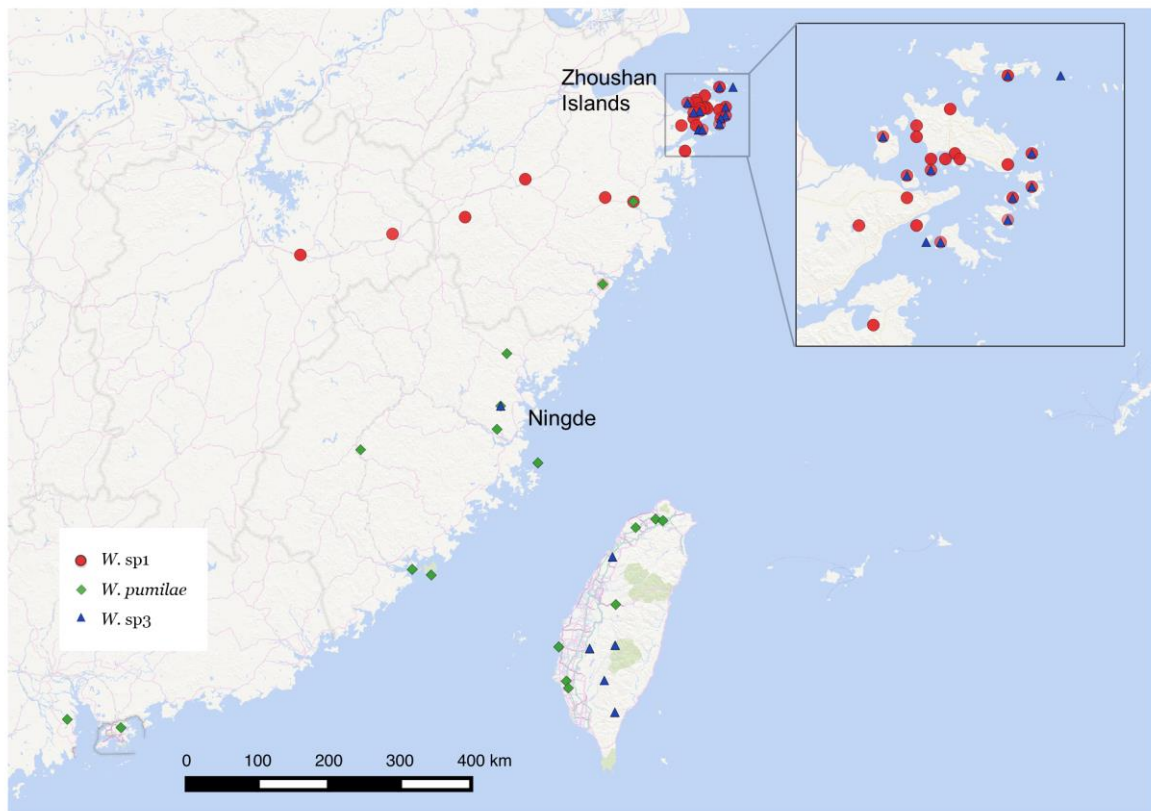 Zhoushan
Islands
Ningde
W. sp1
W. pumilae
W. sp3
0 100 200 300 400 km